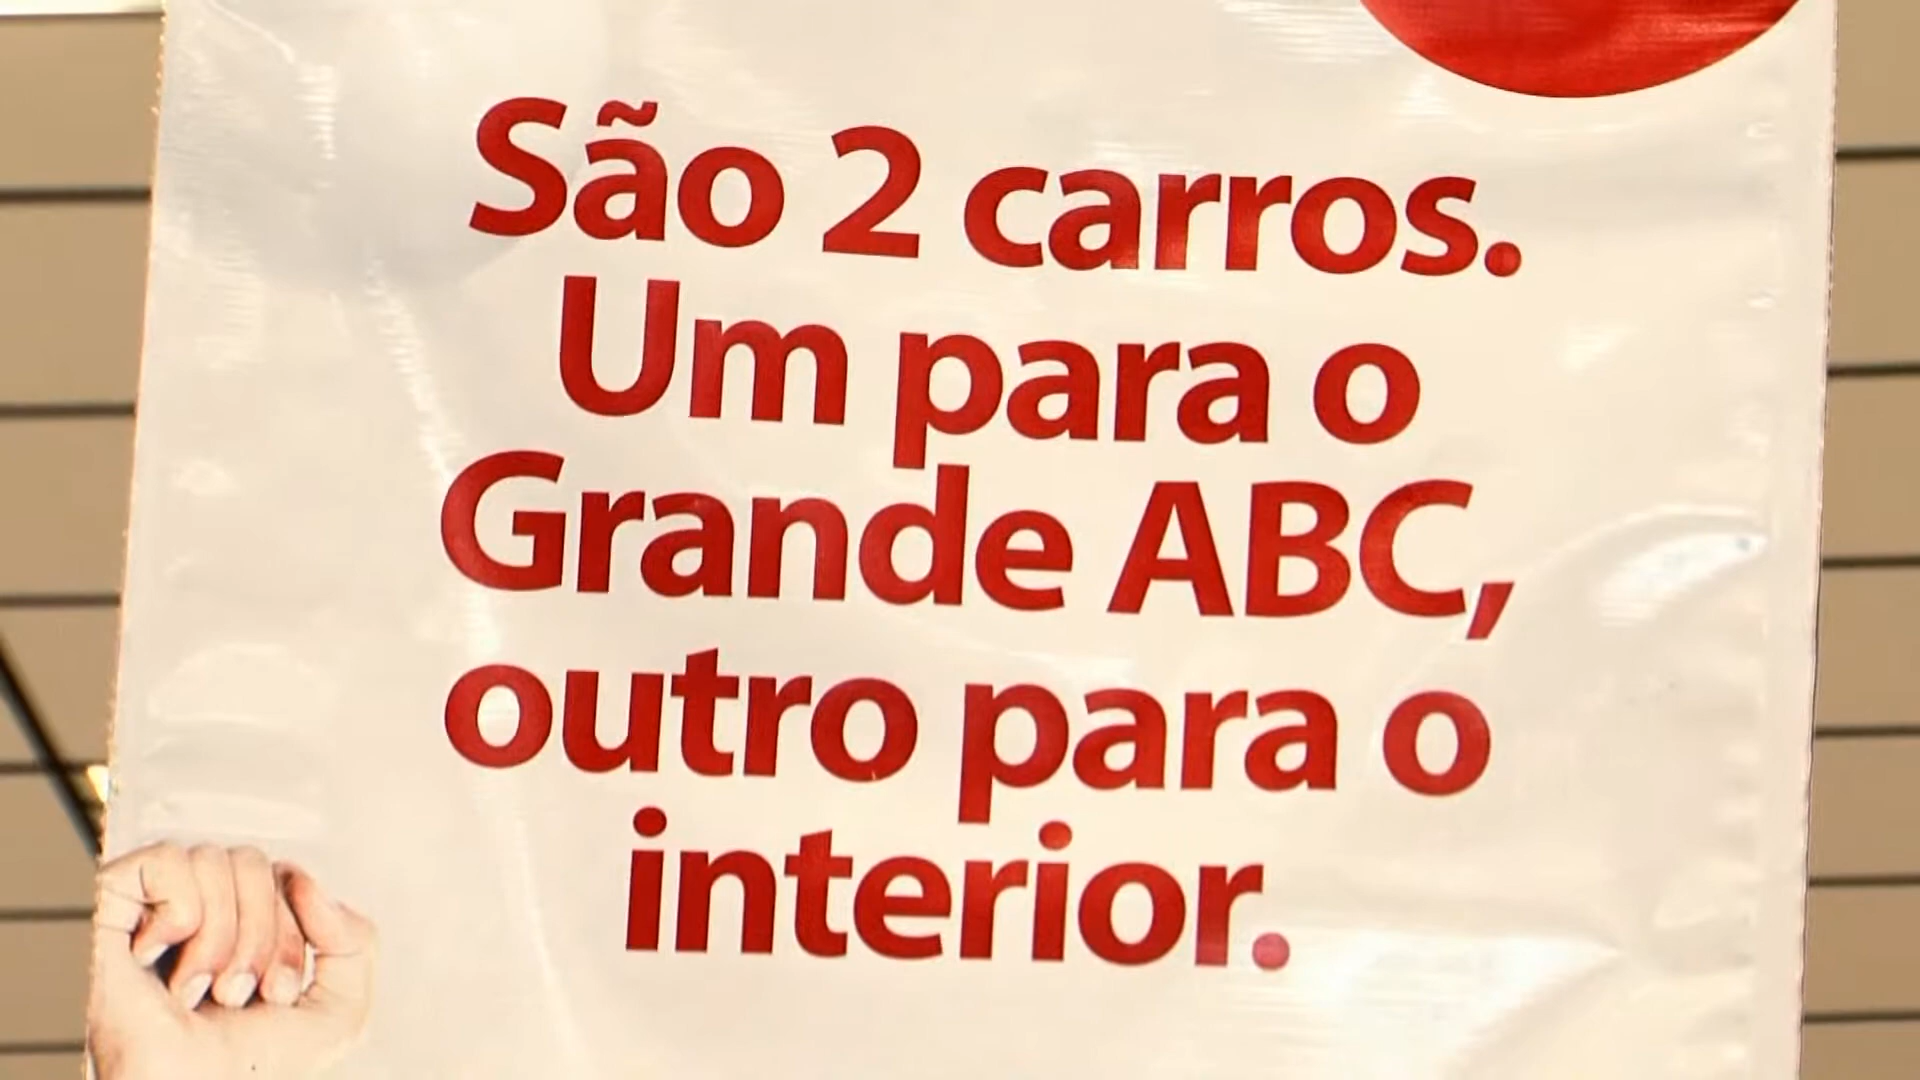 São 2 carros.
Um para o
Grande ABC,
outro para o
interior.